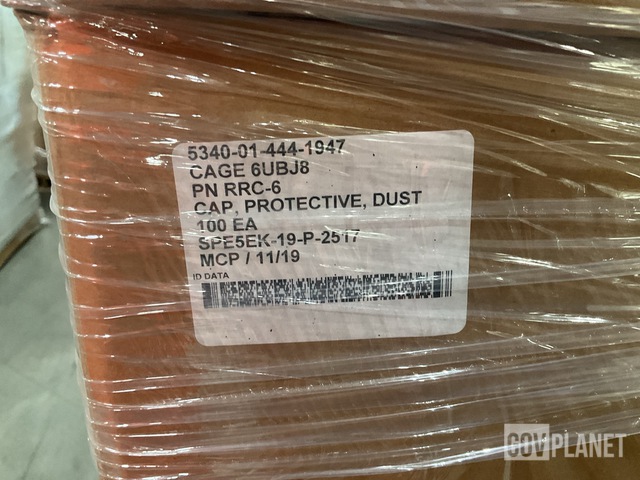 5340-01-444-1947
CAGE 6UBJ8
PN RRC-6
CAP, PROTECTIVE, DUST
100 EA
SPE5EK-19-P-2517
MCP / 11/19
ID DATA
GOVPLANET